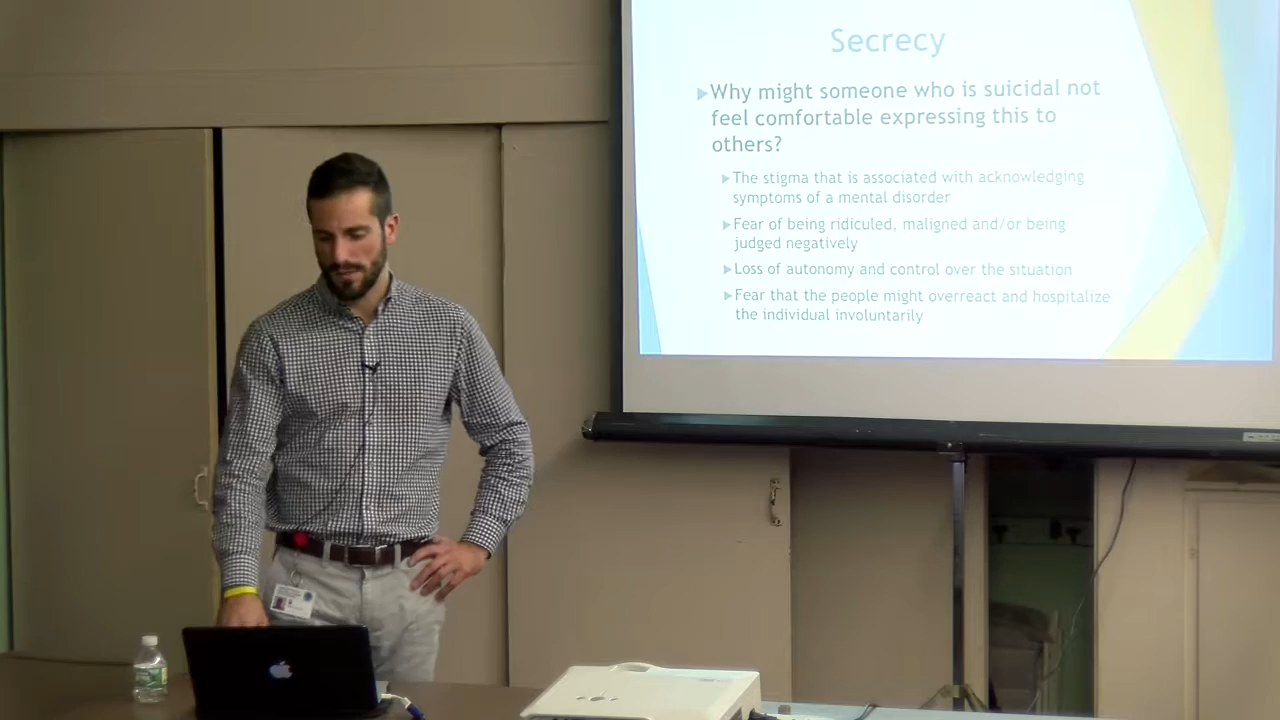 Secrecy
Why might someone who is suicidal not
feel comfortable expressing this to
others?
The stigma that is associated with acknowledging
symptoms of a mental disorder
Fear of being ridiculed, maligned and/or being
judged negatively
Loss of autonomy and control over the situation
Fear that the people might overreact and hospitalize
the individual involuntarily